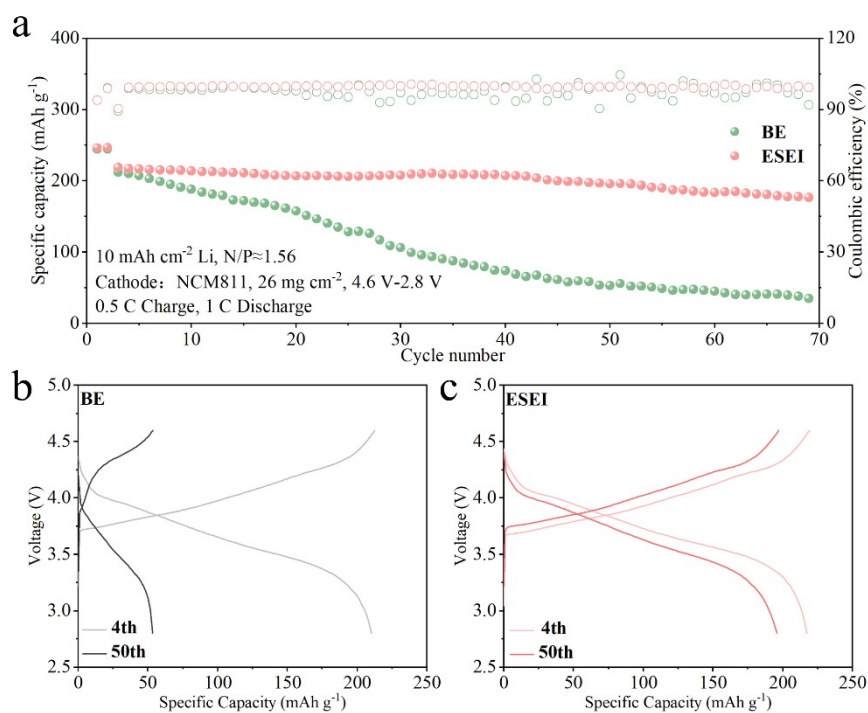 a
400
300
200
100
0
Specific capacity (mAh g⁻¹)
120
90
60
30
0
Coulombic efficiency (%)
BE
ESEI
10 mAh cm⁻² Li, N/P≈1.56
Cathode：NCM811, 26 mg cm⁻², 4.6 V-2.8 V
0.5 C Charge, 1 C Discharge
0 10 20 30 40 50 60 70
Cycle number
b
BE
5.0
4.5
4.0
3.5
3.0
2.5
Voltage (V)
4th
50th
0 50 100 150 200 250
Specific Capacity (mAh g⁻¹)
c
ESEI
5.0
4.5
4.0
3.5
3.0
2.5
Voltage (V)
4th
50th
0 50 100 150 200 250
Specific Capacity (mAh g⁻¹)